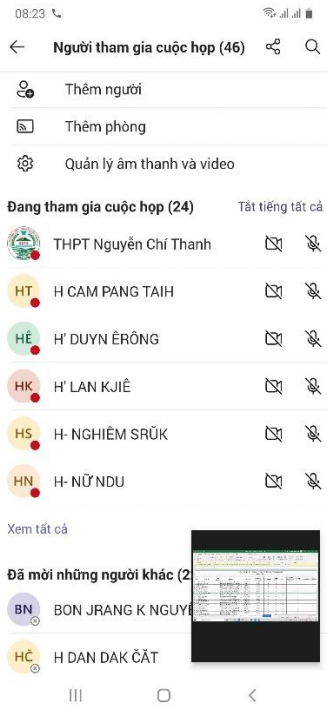 08:23
Người tham gia cuộc họp (46)
Thêm người
Thêm phòng
Quản lý âm thanh và video
Đang tham gia cuộc họp (24) Tắt tiếng tất cả
THPT Nguyễn Chí Thanh
HT H CAM PANG TAIH
HÊ H' DUYN ÊRÔNG
HK H' LAN KJIÊ
HS H- NGHIÊM SRŬK
HN H- NỮ NDU
Xem tất cả
Đã mời những người khác (2
BN BON JRANG K NGUYÊ
HČ H DAN DAK ČĂT